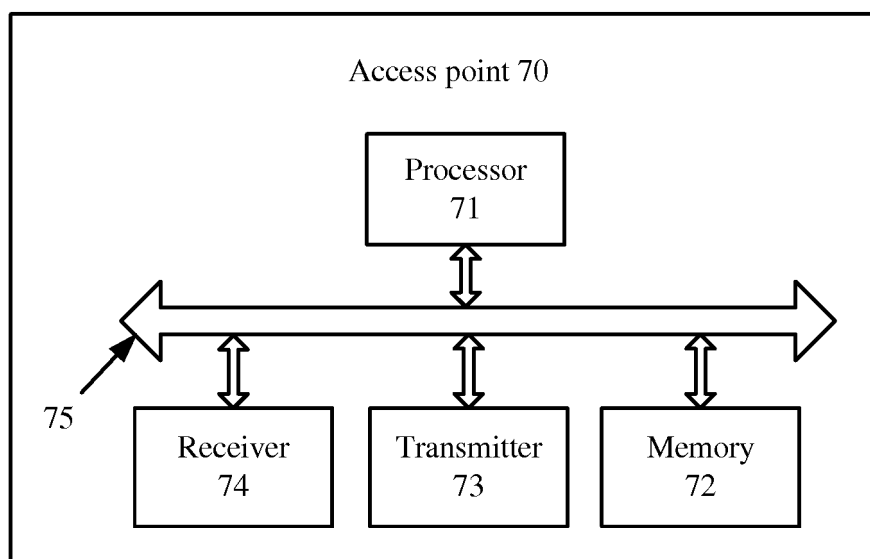 Access point 70
Processor
71
75
Receiver
74
Transmitter
73
Memory
72